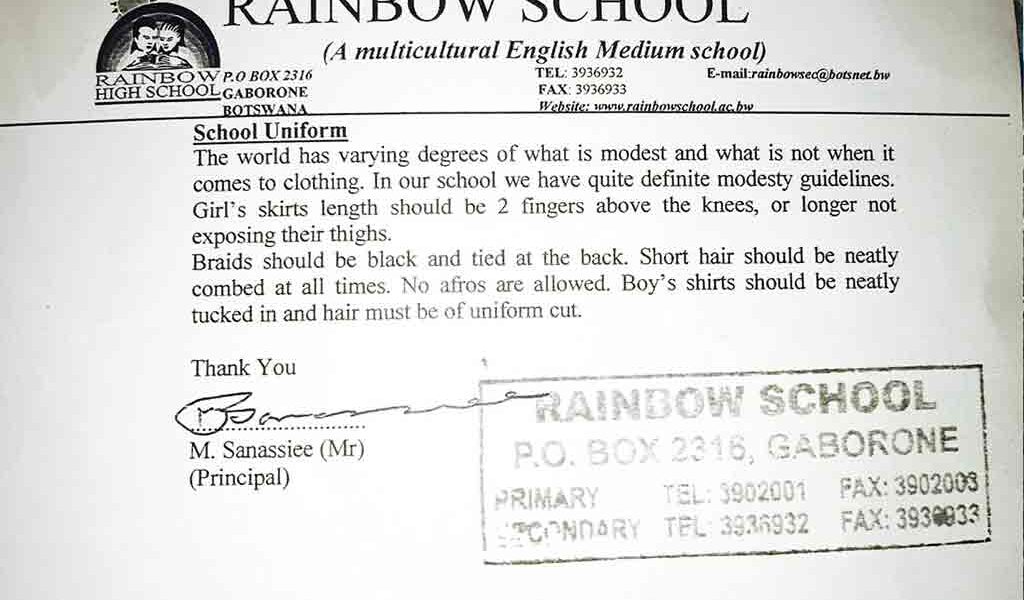 RAINBOW SCHOOL
(A multicultural English Medium school)
RAINBOW
HIGH SCHOOL
P.O BOX 2316
GABORONE
BOTSWANA
TEL: 3936932
FAX: 3936933
Website: www.rainbowschool.ac.bw
E-mail:rainbowsec@botsnet.bw
School Uniform
The world has varying degrees of what is modest and what is not when it
comes to clothing. In our school we have quite definite modesty guidelines.
Girl's skirts length should be 2 fingers above the knees, or longer not
exposing their thighs.
Braids should be black and tied at the back. Short hair should be neatly
combed at all times. No afros are allowed. Boy's shirts should be neatly
tucked in and hair must be of uniform cut.
Thank You
M. Sanassiee (Mr)
(Principal)
RAINBOW SCHOOL
P.O. BOX 2316, GABORONE
PRIMARY TEL: 3902001 FAX: 3902003
SECONDARY TEL: 3936932 FAX: 3936933